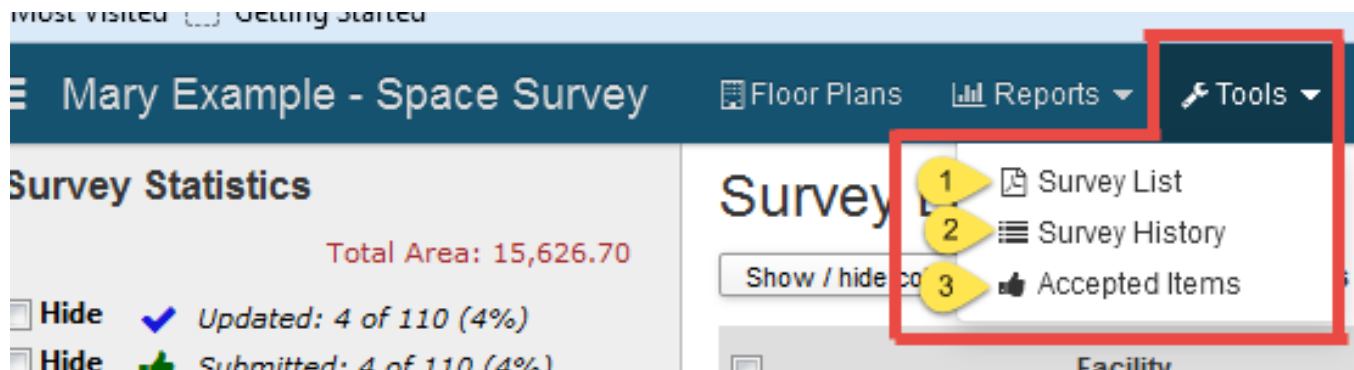 Most Visited Getting Started
Mary Example - Space Survey
Floor Plans
Reports
Tools
Survey Statistics
Total Area: 15,626.70
Hide Updated: 4 of 110 (4%)
Hide Submitted: 4 of 110 (4%)
Survey
Show / hide
1 Survey List
2 Survey History
3 Accepted Items
Facility